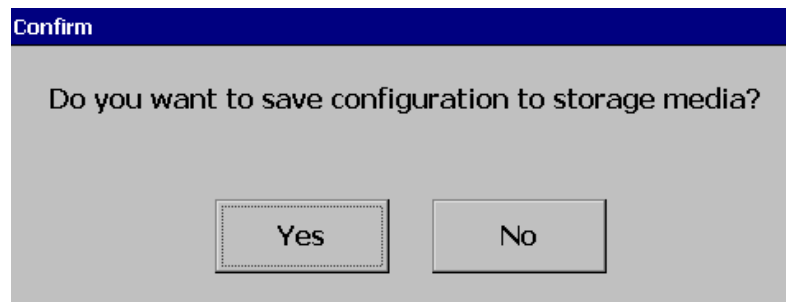 Confirm
Do you want to save configuration to storage media?
Yes No